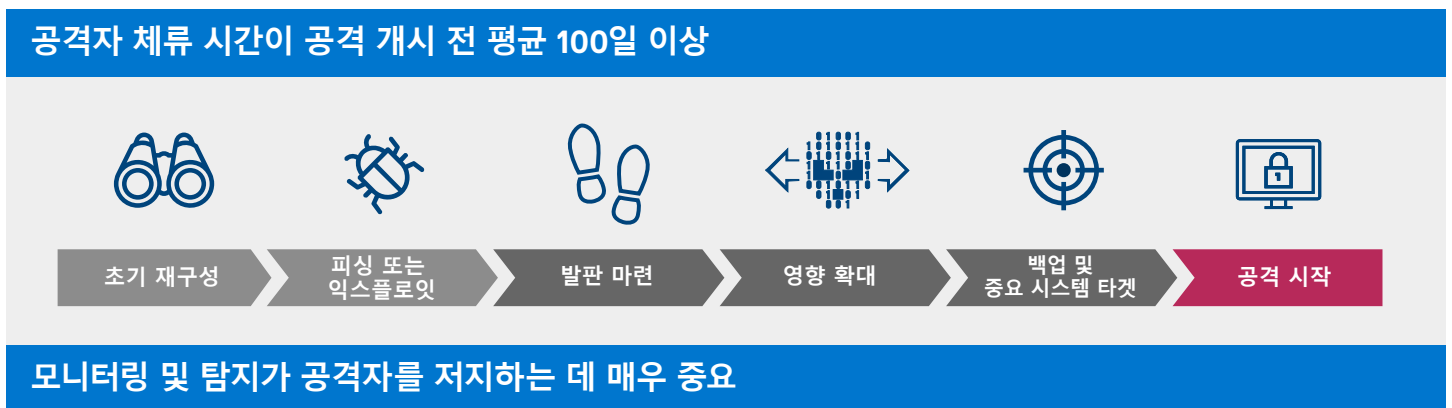 공격자 체류 시간이 공격 개시 전 평균 100일 이상
초기 재구성
피싱 또는
익스플로잇
발판 마련
영향 확대
백업 및
중요 시스템 타겟
공격 시작
모니터링 및 탐지가 공격자를 저지하는 데 매우 중요